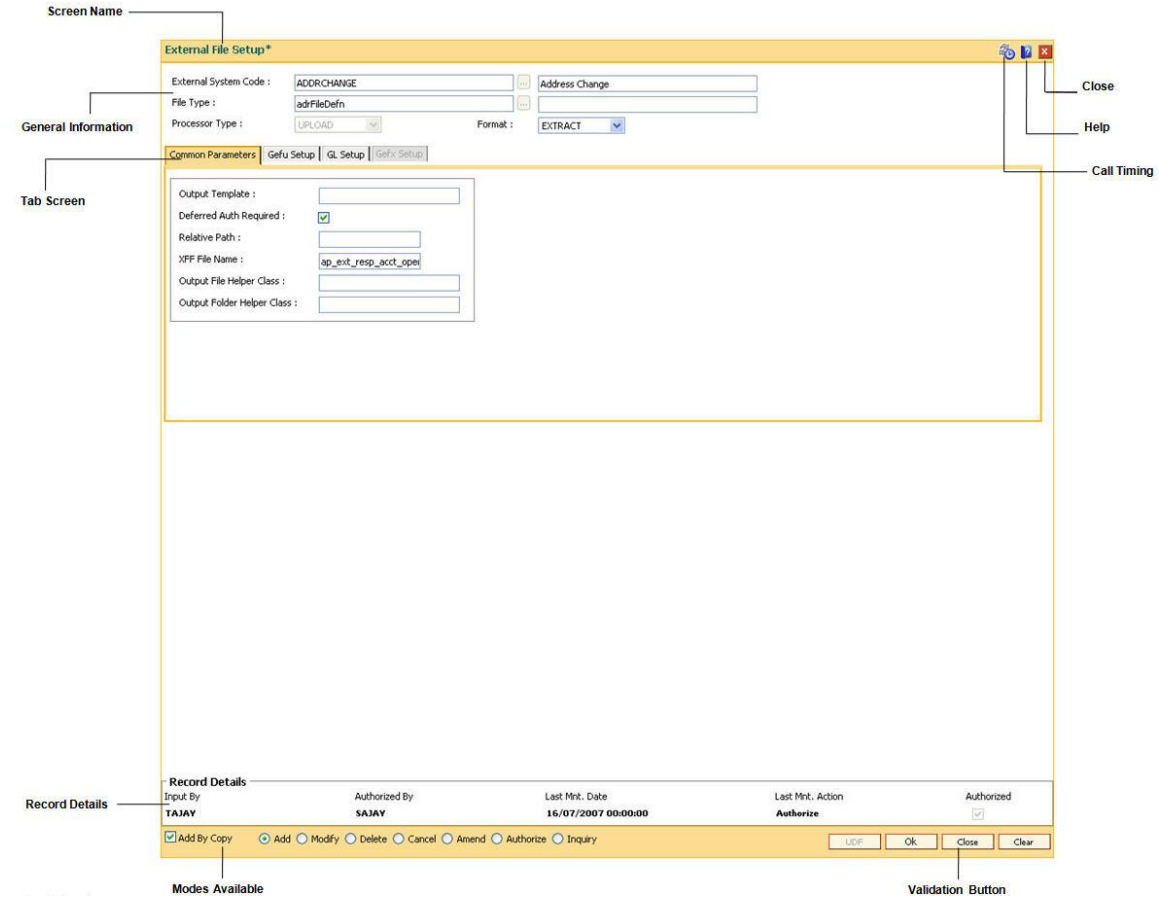 Screen Name
External File Setup*
External System Code : ADDRCHANGE ... Address Change
Close
File Type : adrFileDefn ...
General Information
Processor Type : UPLOAD Format : EXTRACT
Help
Common Parameters Gefu Setup GL Setup Gefx Setup
Call Timing
Tab Screen
Output Template :
Deferred Auth Required :
Relative Path :
XFF File Name : ap_ext_resp_acct_oper
Output File Helper Class :
Output Folder Helper Class :
Record Details
Input By Authorized By Last Mnt. Date Last Mnt. Action Authorized
Record Details
TAJAY SAJAY 16/07/2007 00:00:00 Authorize
Add By Copy Add Modify Delete Cancel Amend Authorize Inquiry UDF Ok Close Clear
Modes Available
Validation Button